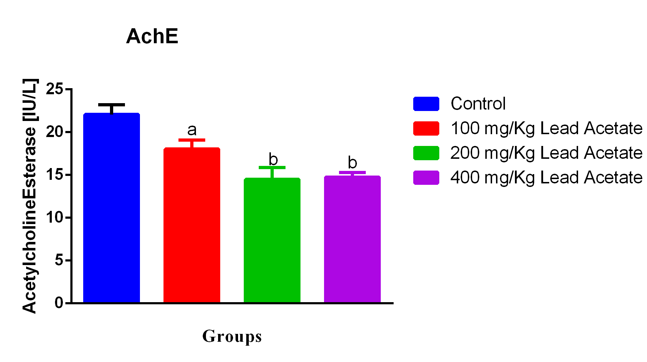 AchE
AcetylcholineEsterase [IU/L]
25
20
15
10
5
0
a
b
b
Groups
Control
100 mg/Kg Lead Acetate
200 mg/Kg Lead Acetate
400 mg/Kg Lead Acetate